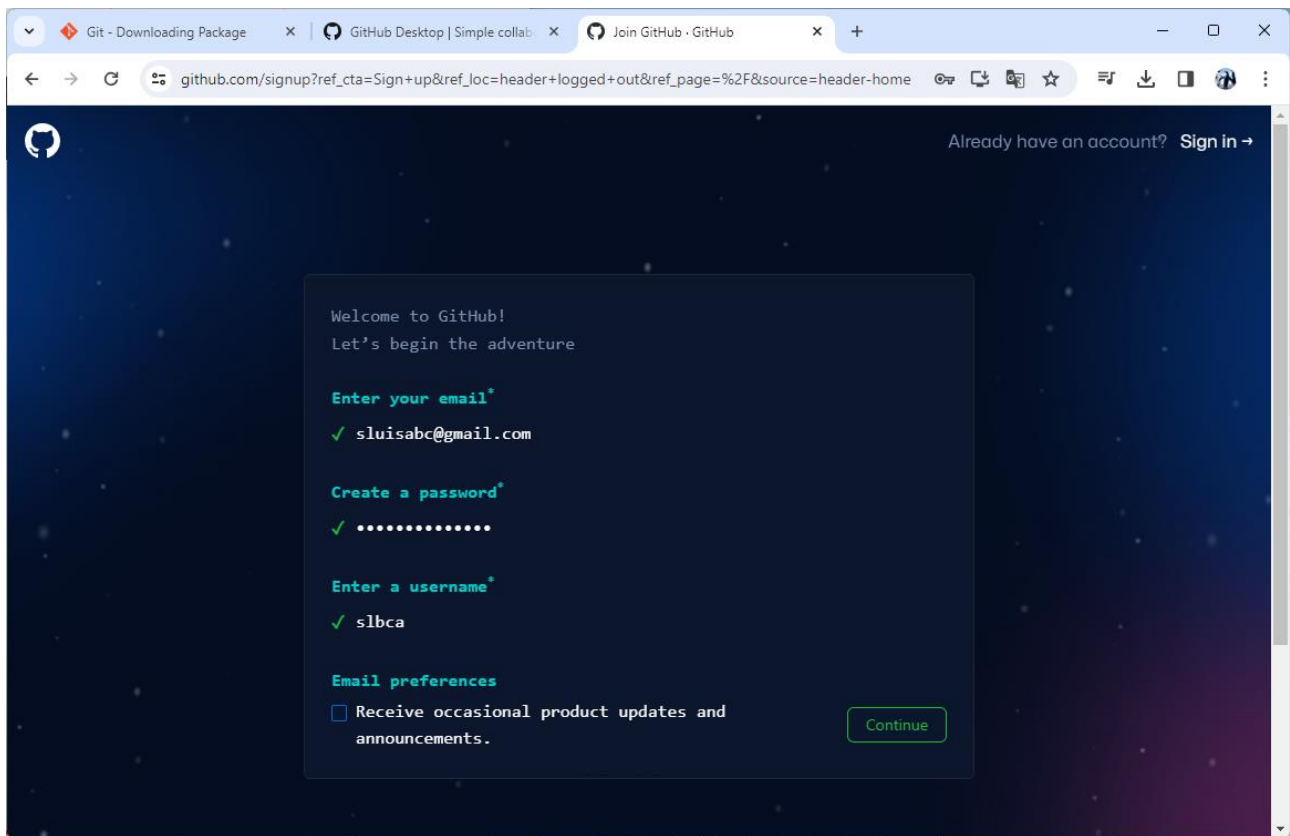 Git - Downloading Package
GitHub Desktop | Simple collab
Join GitHub · GitHub
github.com/signup?ref_cta=Sign+up&ref_loc=header+logged+out&ref_page=%2F&source=header-home
Already have an account? Sign in →
Welcome to GitHub!
Let's begin the adventure
Enter your email*
✓ sluisabc@gmail.com
Create a password*
✓ ••••••••••••••
Enter a username*
✓ slbca
Email preferences
Receive occasional product updates and
announcements.
Continue